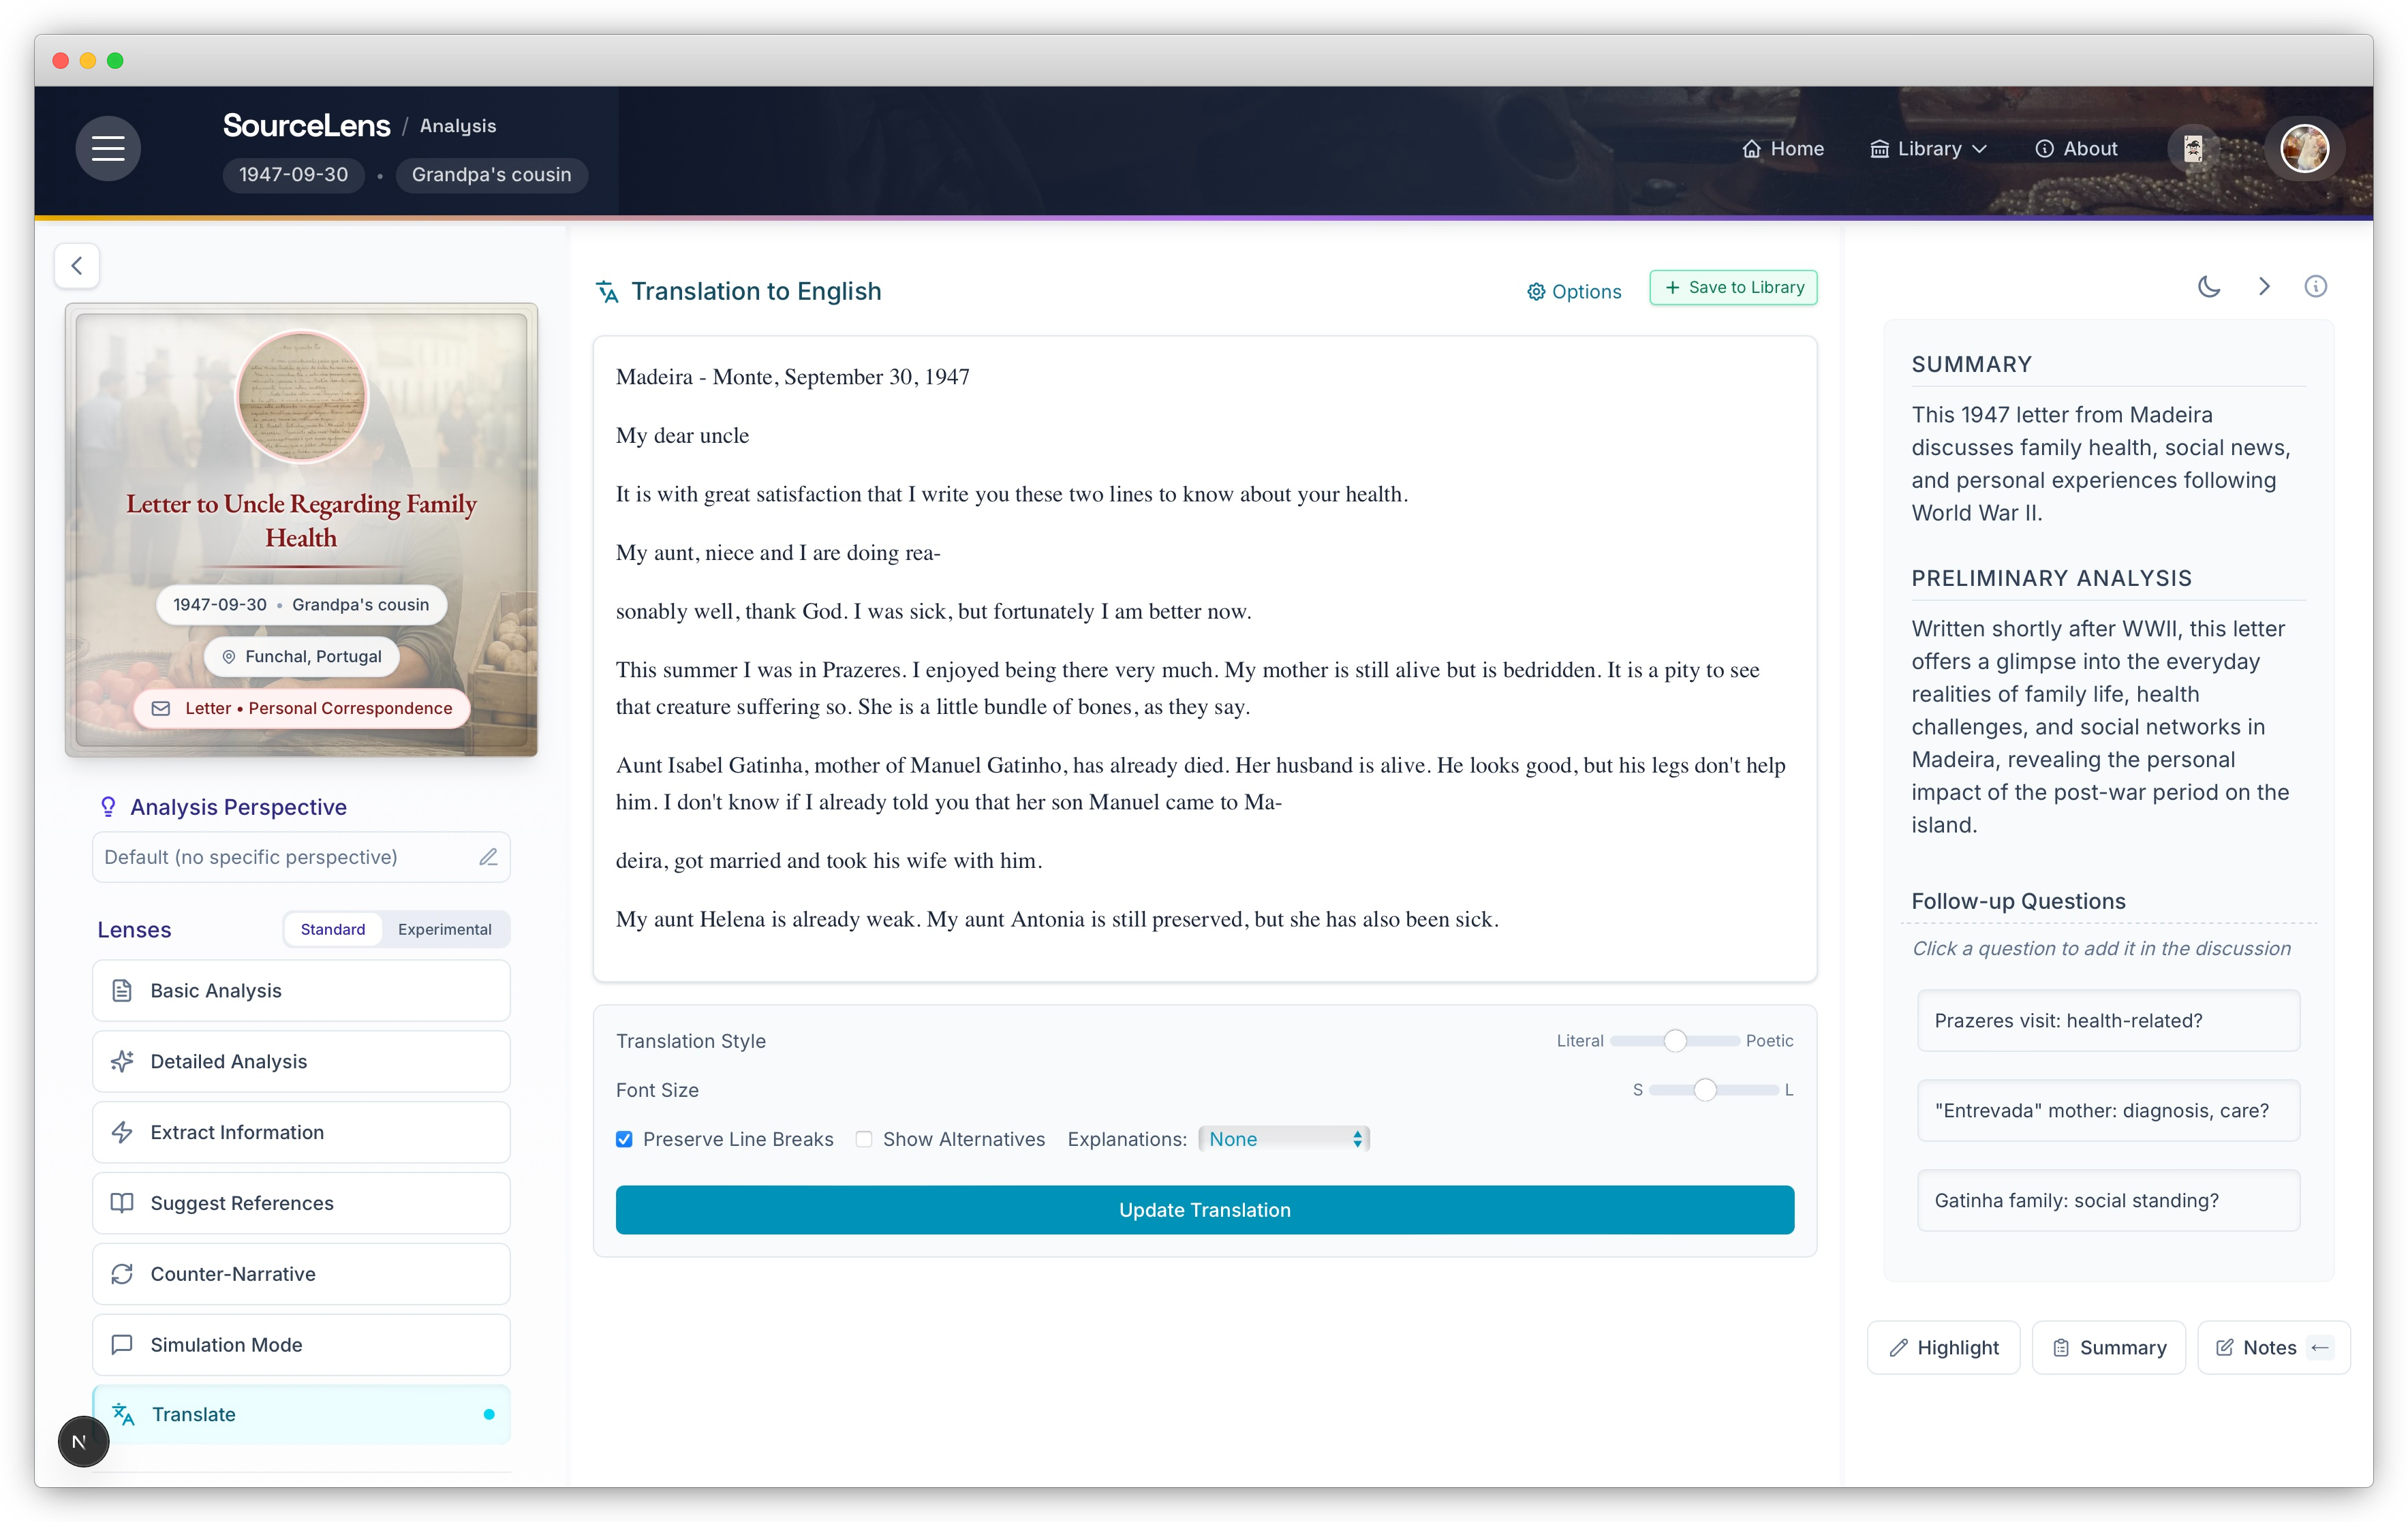 SourceLens / Analysis
1947-09-30 • Grandpa's cousin
Home
Library
About
Letter to Uncle Regarding Family
Health
1947-09-30 • Grandpa's cousin
Funchal, Portugal
Letter • Personal Correspondence
Analysis Perspective
Default (no specific perspective)
Lenses
Standard
Experimental
Basic Analysis
Detailed Analysis
Extract Information
Suggest References
Counter-Narrative
Simulation Mode
Translate
N
Translation to English
Options
+ Save to Library
Madeira - Monte, September 30, 1947
My dear uncle
It is with great satisfaction that I write you these two lines to know about your health.
My aunt, niece and I are doing rea-
sonably well, thank God. I was sick, but fortunately I am better now.
This summer I was in Prazeres. I enjoyed being there very much. My mother is still alive but is bedridden. It is a pity to see
that creature suffering so. She is a little bundle of bones, as they say.
Aunt Isabel Gatinha, mother of Manuel Gatinho, has already died. Her husband is alive. He looks good, but his legs don't help
him. I don't know if I already told you that her son Manuel came to Ma-
deira, got married and took his wife with him.
My aunt Helena is already weak. My aunt Antonia is still preserved, but she has also been sick.
Translation Style
Literal
Poetic
Font Size
S
L
Preserve Line Breaks
Show Alternatives
Explanations:
None
Update Translation
SUMMARY
This 1947 letter from Madeira
discusses family health, social news,
and personal experiences following
World War II.
PRELIMINARY ANALYSIS
Written shortly after WWII, this letter
offers a glimpse into the everyday
realities of family life, health
challenges, and social networks in
Madeira, revealing the personal
impact of the post-war period on the
island.
Follow-up Questions
Click a question to add it in the discussion
Prazeres visit: health-related?
"Entrevada" mother: diagnosis, care?
Gatinha family: social standing?
Highlight
Summary
Notes ←